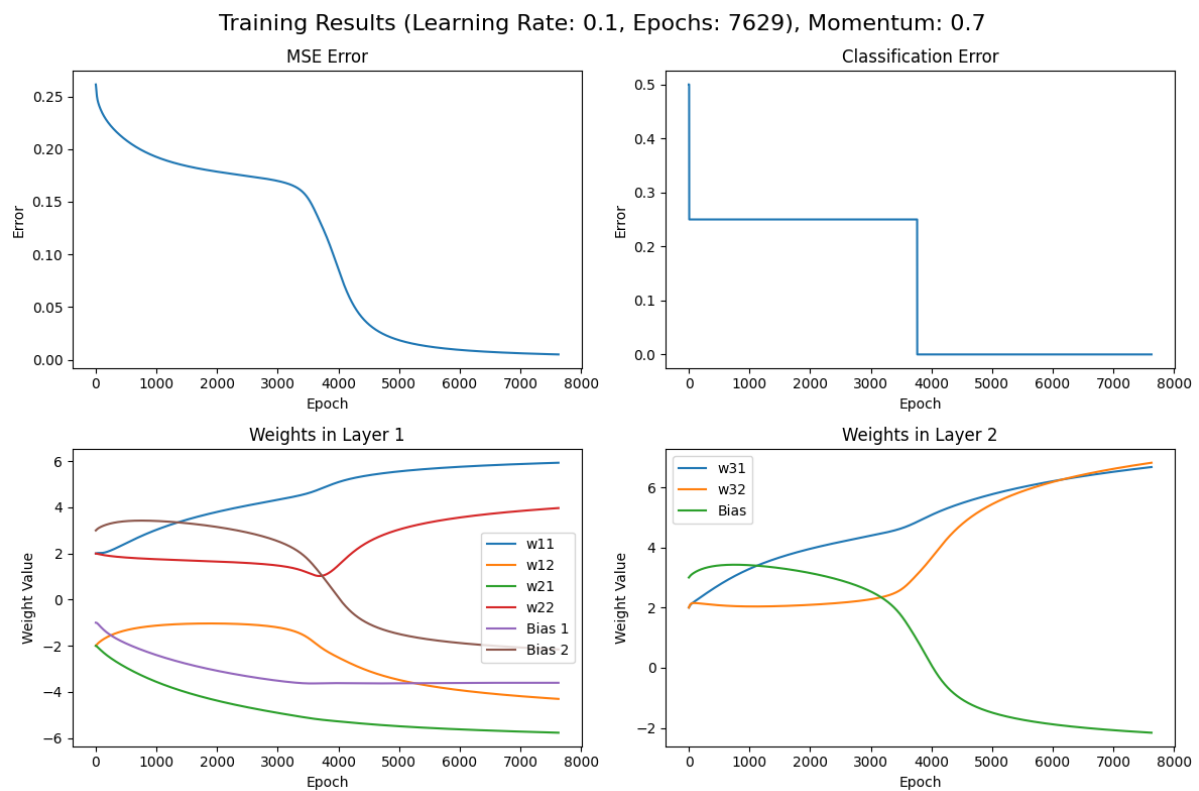 Training Results (Learning Rate: 0.1, Epochs: 7629), Momentum: 0.7
MSE Error
Error
0.25
0.20
0.15
0.10
0.05
0.00
0 1000 2000 3000 4000 5000 6000 7000 8000
Epoch
Classification Error
Error
0.5
0.4
0.3
0.2
0.1
0.0
0 1000 2000 3000 4000 5000 6000 7000 8000
Epoch
Weights in Layer 1
Weight Value
6
4
2
0
−2
−4
−6
w11
w12
w21
w22
Bias 1
Bias 2
0 1000 2000 3000 4000 5000 6000 7000 8000
Epoch
Weights in Layer 2
Weight Value
6
4
2
0
−2
w31
w32
Bias
0 1000 2000 3000 4000 5000 6000 7000 8000
Epoch